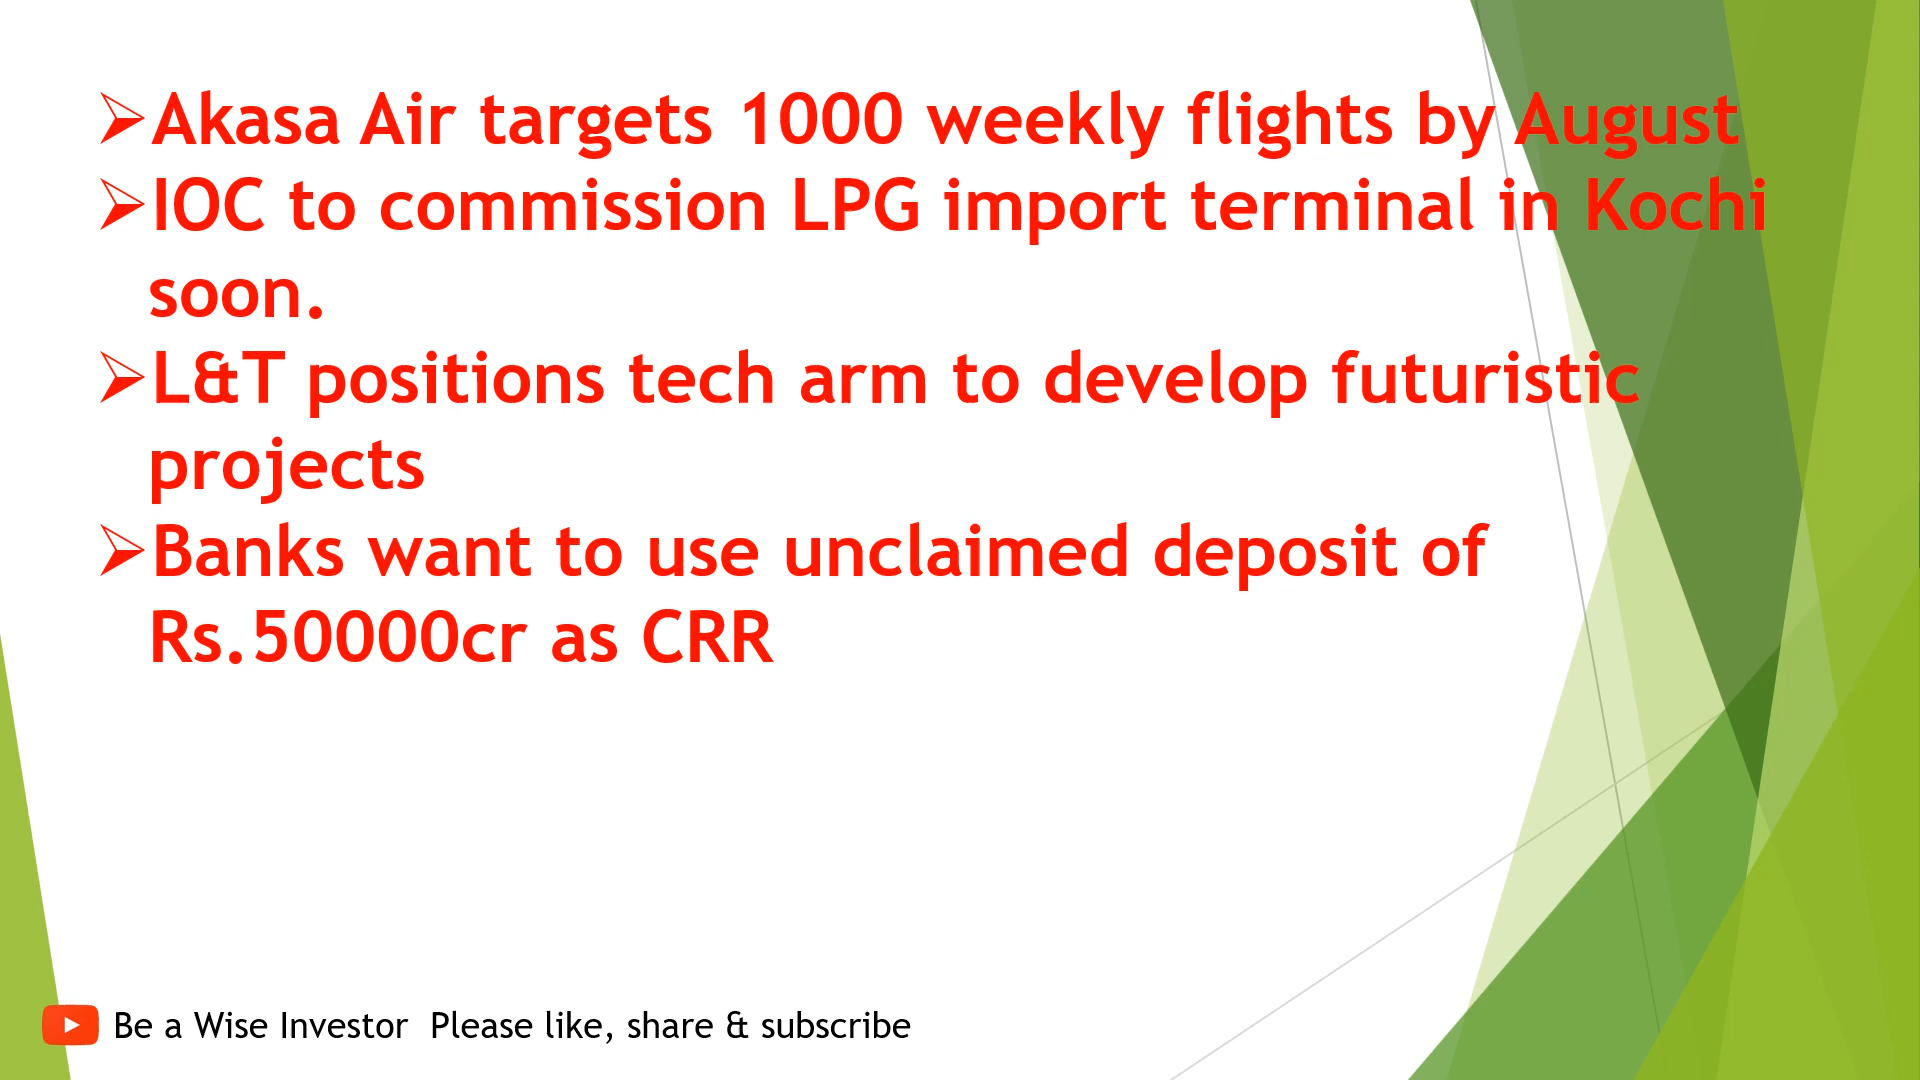 ➢Akasa Air targets 1000 weekly flights by August
➢IOC to commission LPG import terminal in Kochi
soon.
➢L&T positions tech arm to develop futuristic
projects
➢Banks want to use unclaimed deposit of
Rs.50000cr as CRR
Be a Wise Investor  Please like, share & subscribe